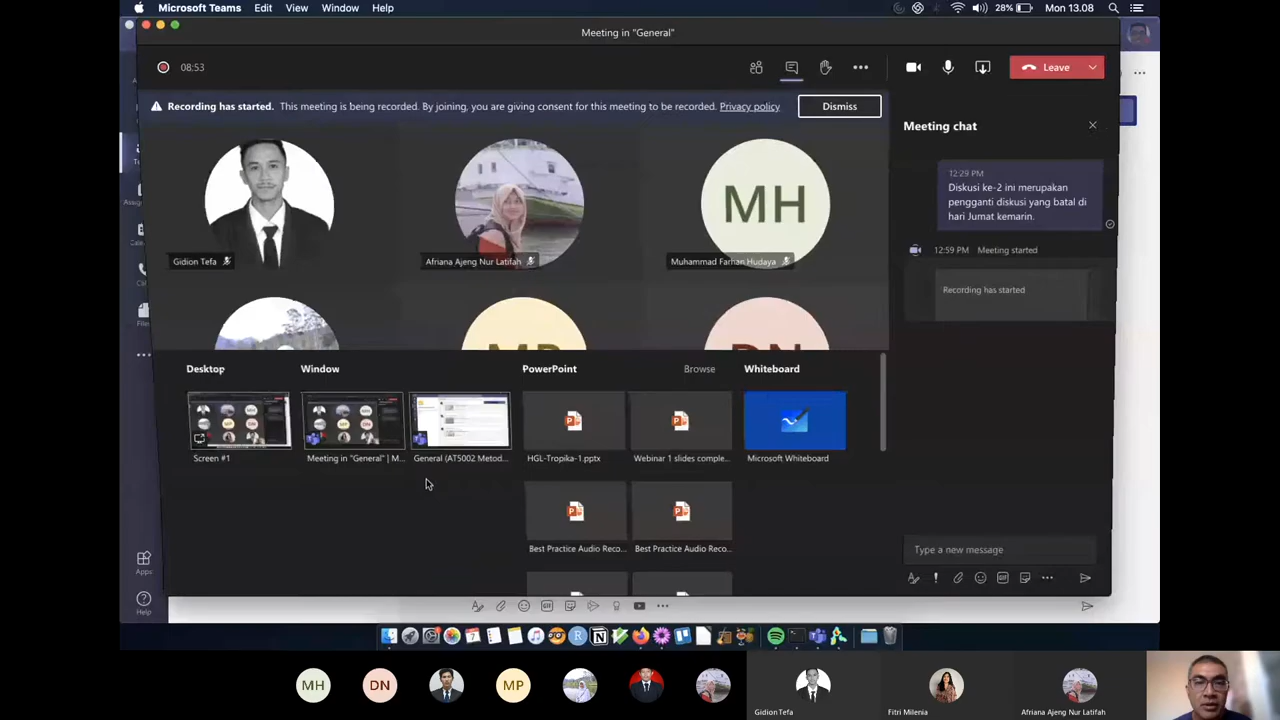 Microsoft Teams Edit View Window Help
28% Mon 13.08
Meeting in "General"
08:53
Leave
Recording has started. This meeting is being recorded. By joining, you are giving consent for this meeting to be recorded. Privacy policy
Dismiss
Meeting chat
12:29 PM
Diskusi ke-2 ini merupakan
pengganti diskusi yang batal di
hari Jumat kemarin.
12:59 PM Meeting started
Recording has started
MH
Gidion Tefa
Afriana Ajeng Nur Latifah
Muhammad Farhan Hudaya
MP
DN
Desktop
Window
PowerPoint
Browse
Whiteboard
Screen #1
Meeting in "General" | M...
General (AT5002 Metod...
HGL-Tropika-1.pptx
Webinar 1 slides comple...
Microsoft Whiteboard
Best Practice Audio Reco...
Best Practice Audio Reco...
Type a new message
Apps
Help
MH
DN
MP
Gidion Tefa
Fitri Milenia
Afriana Ajeng Nur Latifah